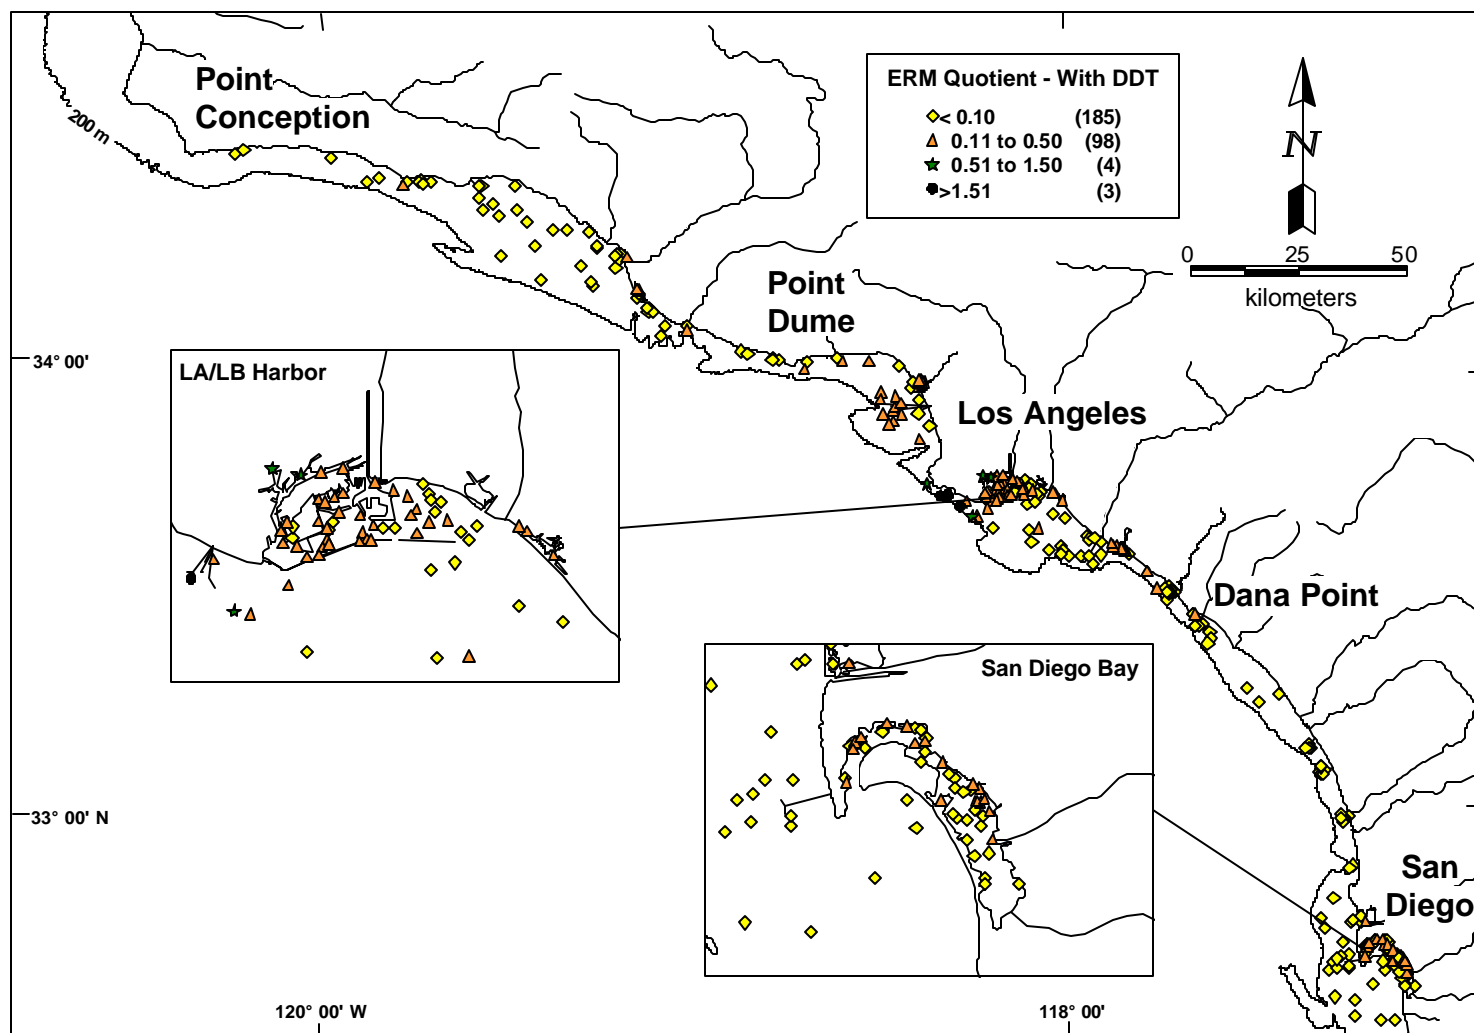 Point
Conception
200 m
ERM Quotient - With DDT
< 0.10 (185)
0.11 to 0.50 (98)
0.51 to 1.50 (4)
>1.51 (3)
N
0 25 50
kilometers
Point
Dume
34° 00'
LA/LB Harbor
Los Angeles
Dana Point
San Diego Bay
33° 00' N
San
Diego
120° 00' W
118° 00'